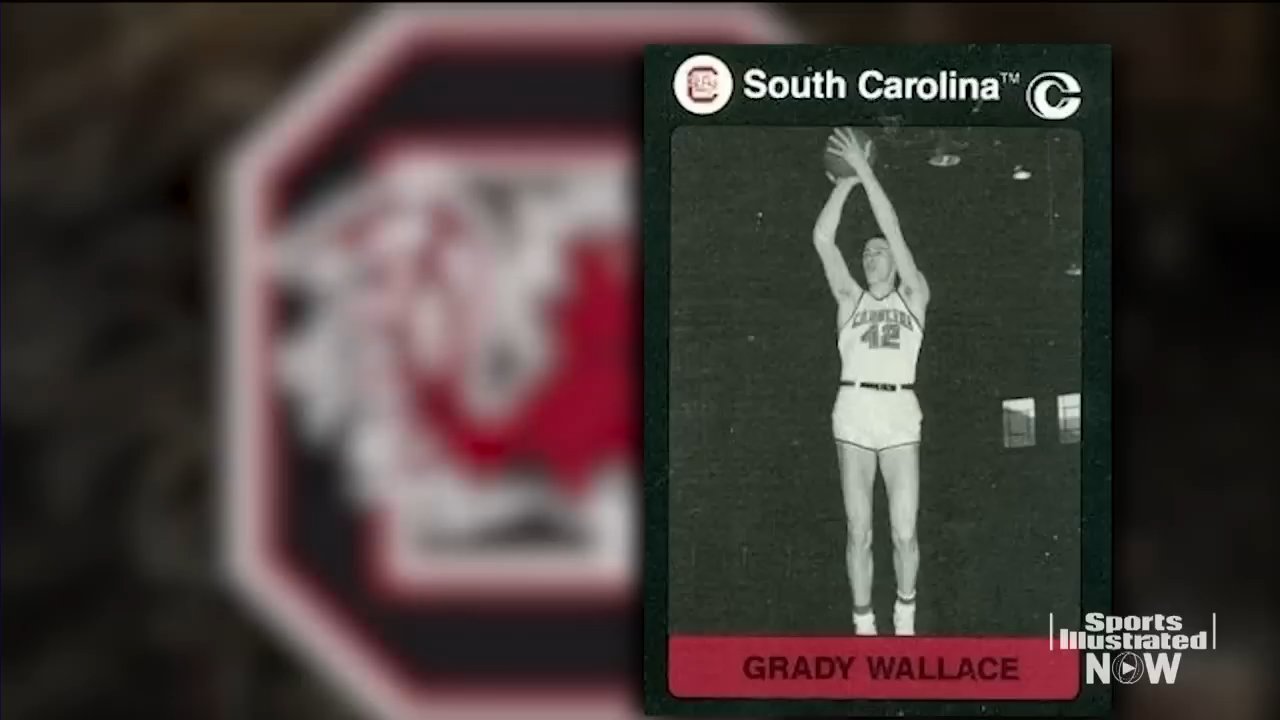 South Carolina™
CAROLINA
42
GRADY WALLACE
Sports
Illustrated
NOW